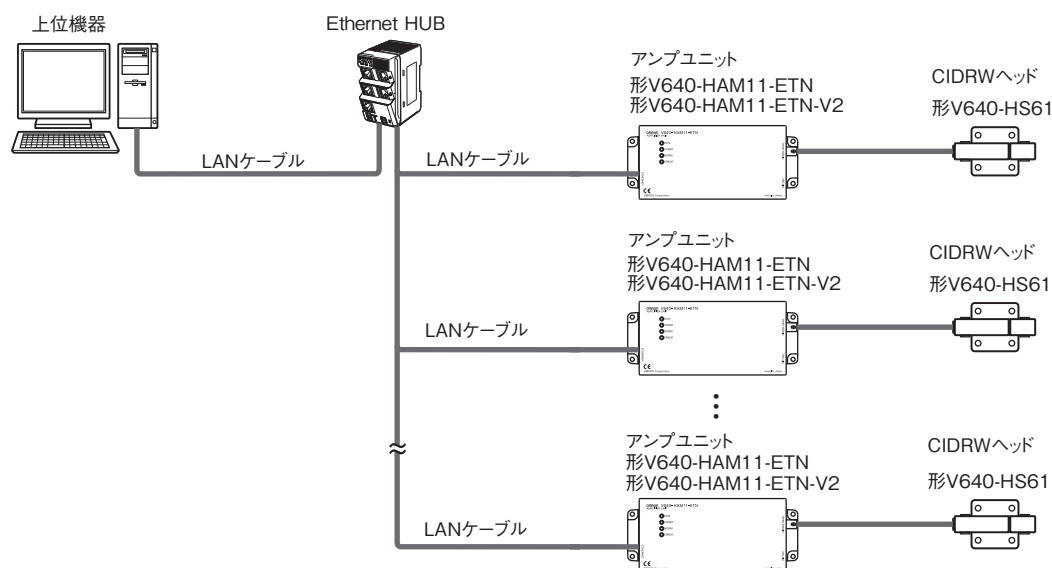 上位機器
Ethernet HUB
LANケーブル
LANケーブル
アンプユニット
形V640-HAM11-ETN
形V640-HAM11-ETN-V2
CIDRWヘッド
形V640-HS61
LANケーブル
アンプユニット
形V640-HAM11-ETN
形V640-HAM11-ETN-V2
CIDRWヘッド
形V640-HS61
LANケーブル
アンプユニット
形V640-HAM11-ETN
形V640-HAM11-ETN-V2
CIDRWヘッド
形V640-HS61